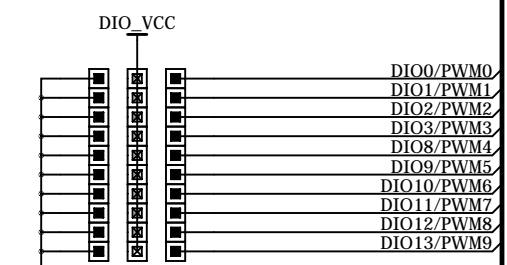 DIO_VCC
DIO0/PWM0
DIO1/PWM1
DIO2/PWM2
DIO3/PWM3
DIO8/PWM4
DIO9/PWM5
DIO10/PWM6
DIO11/PWM7
DIO12/PWM8
DIO13/PWM9